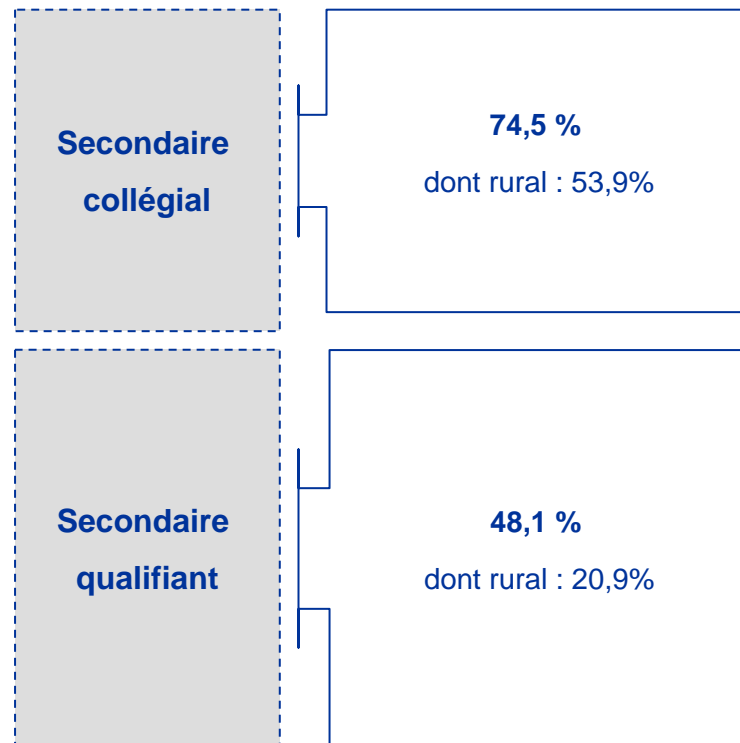 Secondaire
collégial
74,5 %
dont rural : 53,9%
Secondaire
qualifiant
48,1 %
dont rural : 20,9%